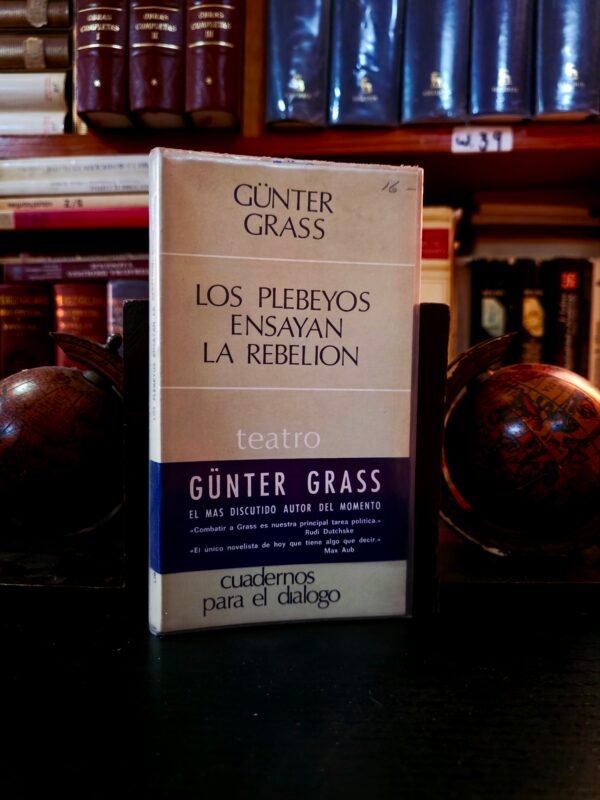 OBRAS
COMPLETAS
I
OBRAS
COMPLETAS
OBRAS
COMPLETAS
w 39
16 -
GÜNTER
GRASS
LOS PLEBEYOS
ENSAYAN
LA REBELION
teatro
GÜNTER GRASS
EL MAS DISCUTIDO AUTOR DEL MOMENTO
«Combatir a Grass es nuestra principal tarea política.»
Rudi Dutchske
«El único novelista de hoy que tiene algo que decir.»
Max Aub
cuadernos
para el dialogo